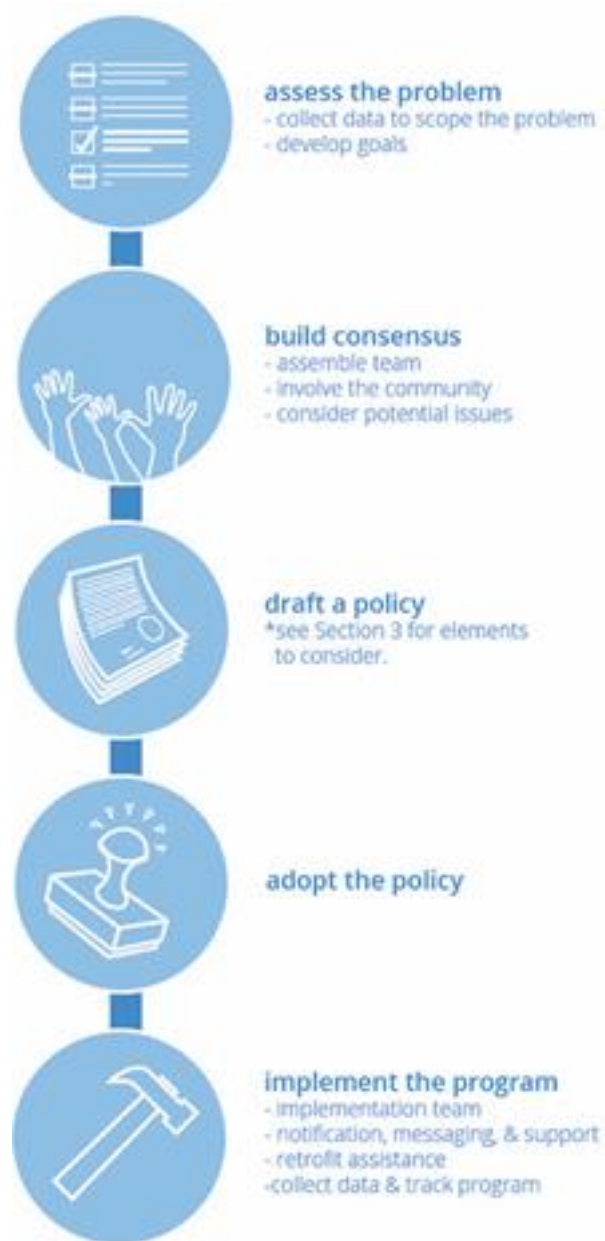 assess the problem
- collect data to scope the problem
- develop goals
build consensus
- assemble team
- involve the community
- consider potential issues
draft a policy
*see Section 3 for elements
to consider.
adopt the policy
implement the program
- implementation team
- notification, messaging, & support
- retrofit assistance
-collect data & track program